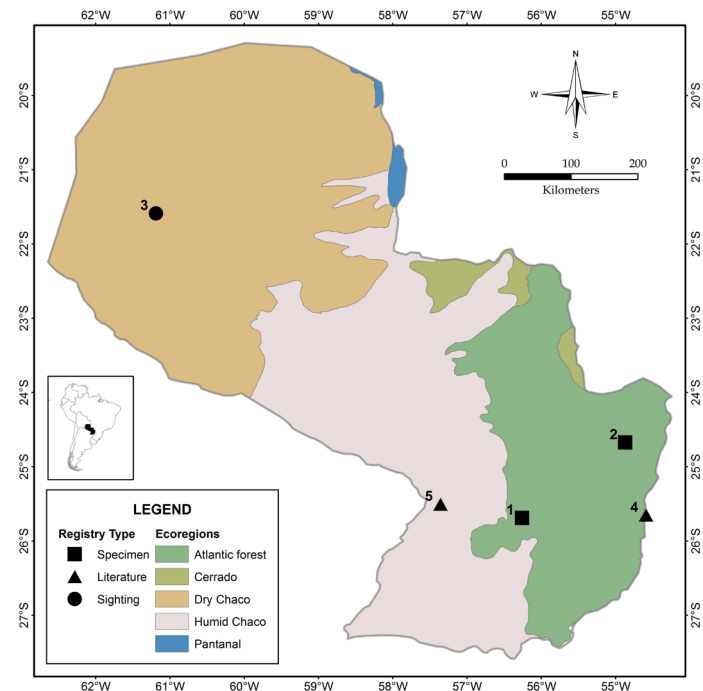 62°W 61°W 60°W 59°W 58°W 57°W 56°W 55°W
N
W E
S
0 100 200
Kilometers
20°S
21°S
22°S
23°S
24°S
25°S
26°S
27°S
20°S
21°S
22°S
23°S
24°S
25°S
26°S
27°S
3
2
5
1
4
LEGEND
Registry Type Ecoregions
Specimen Atlantic forest
Literature Cerrado
Sighting Dry Chaco
Humid Chaco
Pantanal
62°W 61°W 60°W 59°W 58°W 57°W 56°W 55°W